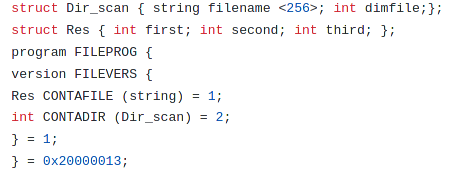 struct Dir_scan { string filename <256>; int dimfile;};
struct Res { int first; int second; int third; };
program FILEPROG {
version FILEVERS {
Res CONTAFILE (string) = 1;
int CONTADIR (Dir_scan) = 2;
} = 1;
} = 0x20000013;